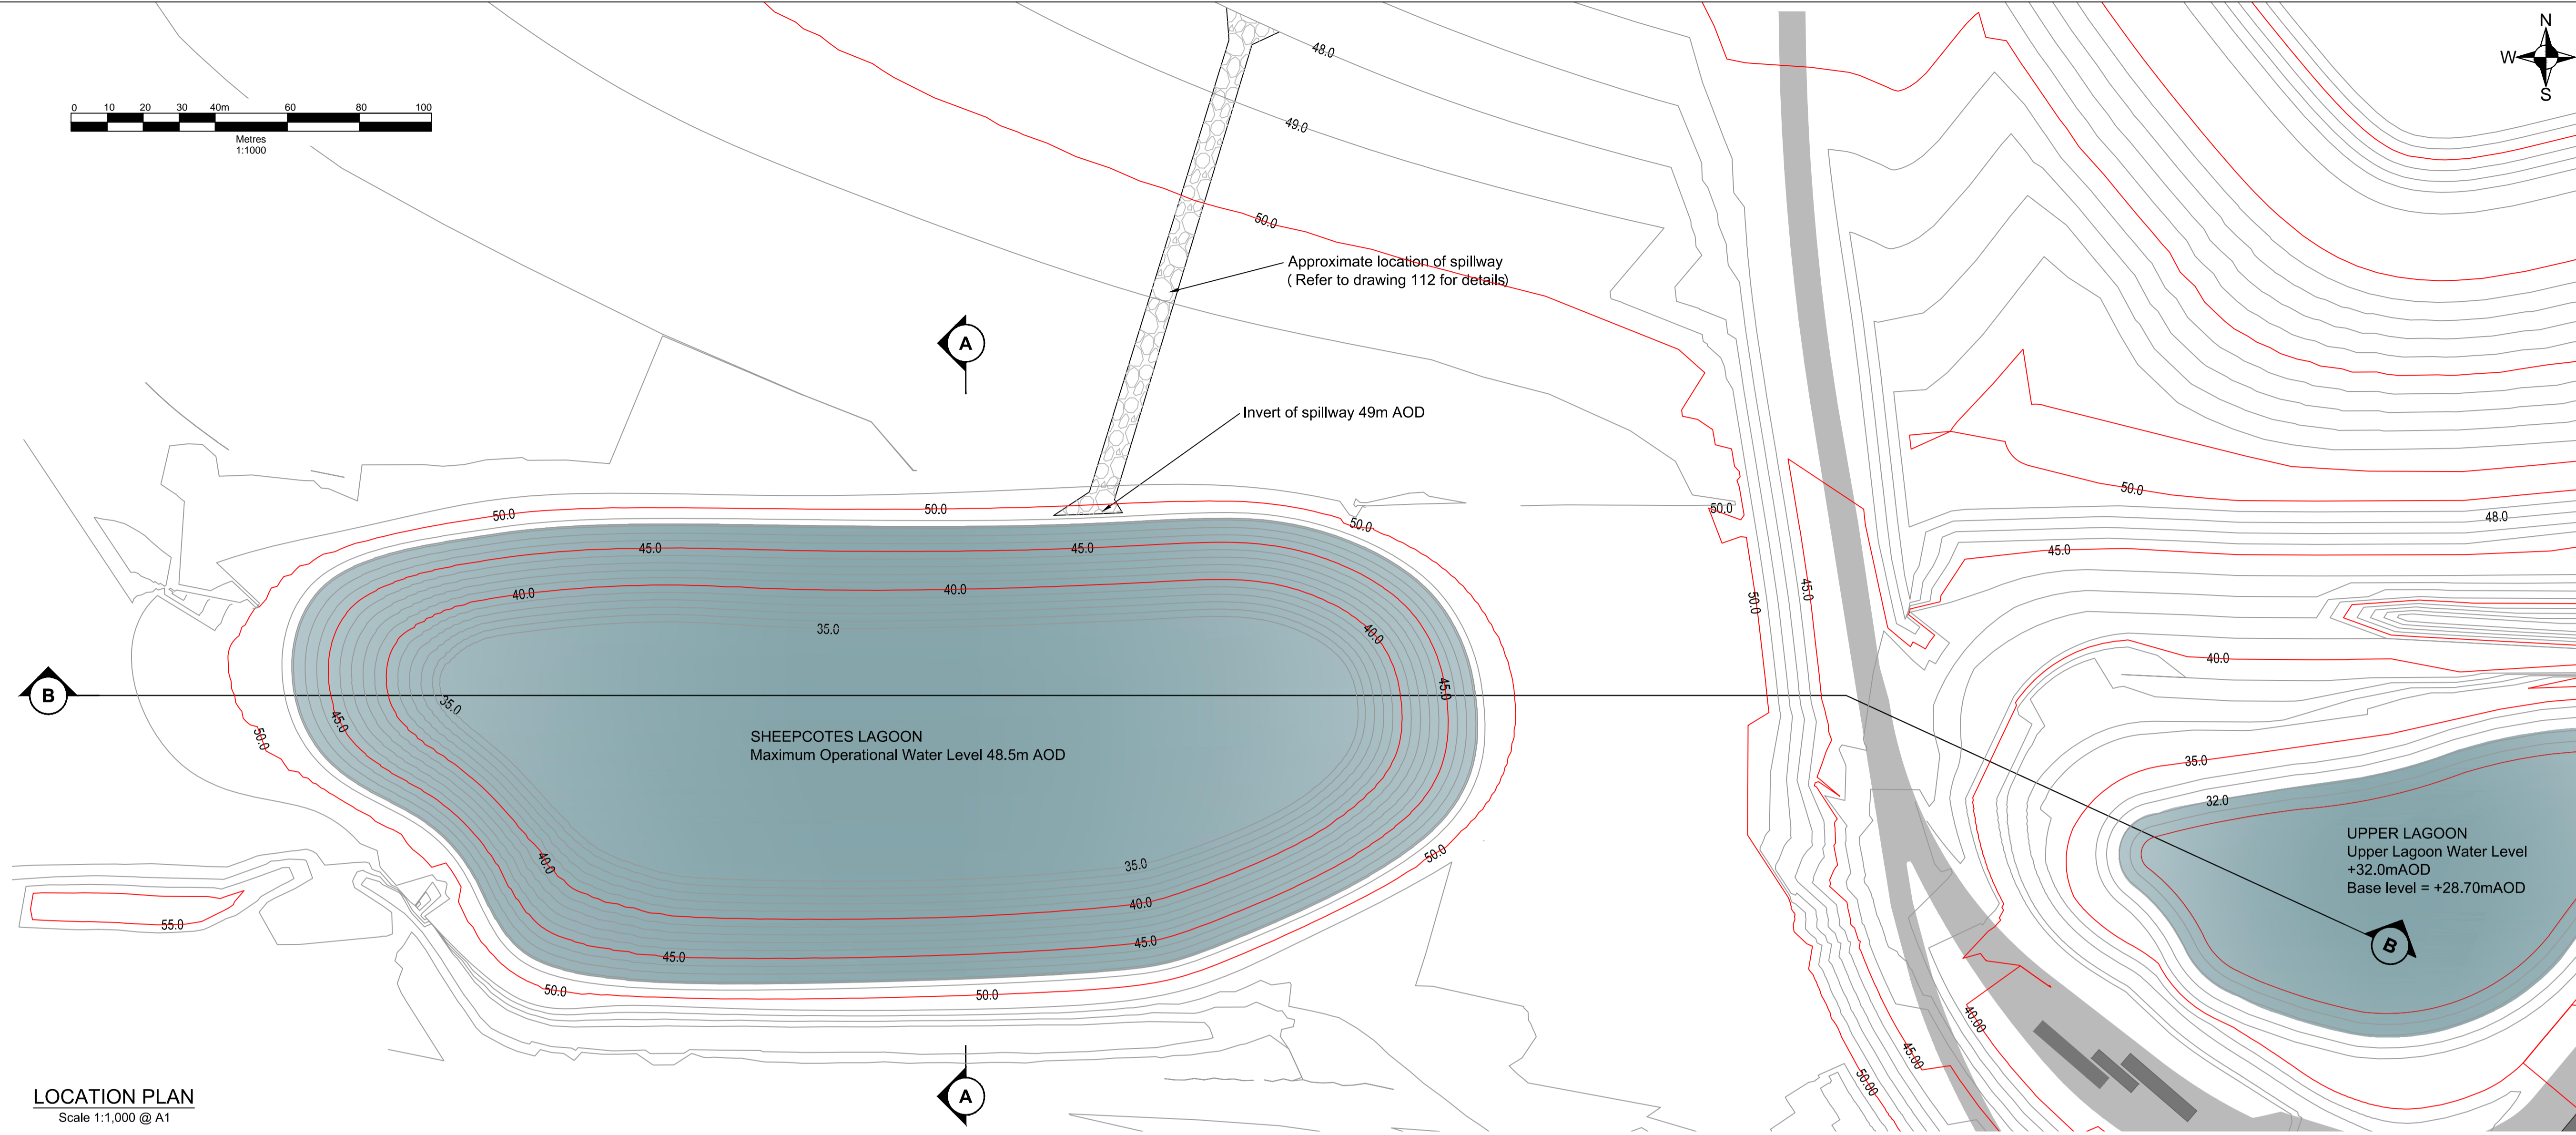 N
W
S
0 10 20 30 40m 60 80 100
Metres
1:1000
48.0
49.0
50.0
Approximate location of spillway
( Refer to drawing 112 for details)
A
Invert of spillway 49m AOD
50.0
48.0
50.0
50.0
50.0
50.0
50.0
45.0
45.0
45.0
40.0
40.0
45.0
50.0
35.0
40.0
40.0
45.0
35.0
B
45.0
50.0
SHEEPCOTES LAGOON
Maximum Operational Water Level 48.5m AOD
35.0
32.0
UPPER LAGOON
Upper Lagoon Water Level
+32.0mAOD
Base level = +28.70mAOD
40.0
35.0
50.0
40.0
55.0
45.0
45.0
B
50.0
50.0
40.00
45.00
50.00
A
LOCATION PLAN
Scale 1:1,000 @ A1